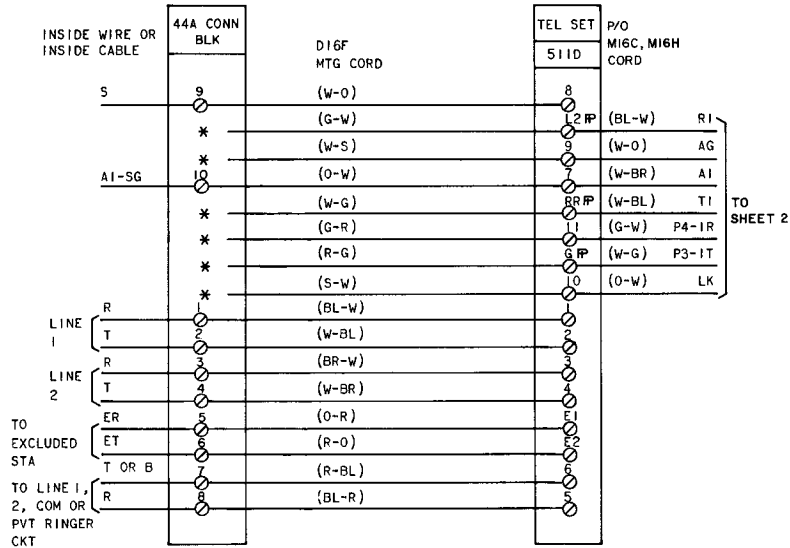 INSIDE WIRE OR
INSIDE CABLE
44A CONN
BLK
D16F
MTG CORD
TEL SET
511D
P/O
M16C, M16H
CORD
S 9 (W-O) 8
(G-W) L2 FP (BL-W) R1
* (W-S) 9 (W-O) AG
*
A1-SG 10 (O-W) 7 (W-BR) A1
(W-G) RR FP (W-BL) T1
* (G-R) 11 (G-W) P4-1R
* (R-G) G FP (W-G) P3-1T
* (S-W) 10 (O-W) LK
*
TO
SHEET 2
LINE
1
R 1 (BL-W) 1
T 2 (W-BL) 2
LINE
2
R 3 (BR-W) 3
T 4 (W-BR) 4
TO
EXCLUDED
STA
ER 5 (O-R) E1
ET 6 (R-O) E2
T OR B 7 (R-BL) 6
TO LINE 1,
2, COM OR
PVT RINGER
CKT
R 8 (BL-R) 5